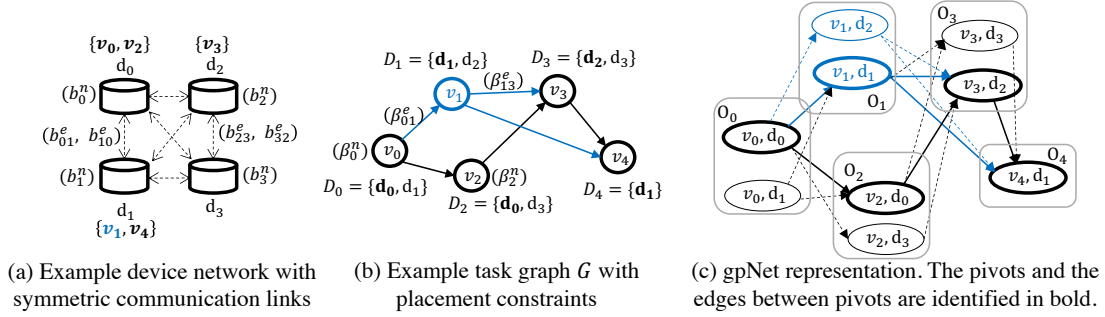 {v₀, v₂} {v₃}
d₀ d₂
(b₀ⁿ) (b₂ⁿ)
(b₀₁ᵉ, b₁₀ᵉ) (b₂₃ᵉ, b₃₂ᵉ)
(b₁ⁿ) (b₃ⁿ)
d₁ d₃
{v₁, v₄}
(a) Example device network with
symmetric communication links
D₁ = {d₁, d₂} D₃ = {d₂, d₃}
(β₁₃ᵉ)
v₁ v₃
(β₀₁ᵉ)
(β₀ⁿ) v₀ v₄
v₂ (β₂ⁿ)
D₀ = {d₀, d₁} D₄ = {d₁}
D₂ = {d₀, d₃}
(b) Example task graph G with
placement constraints
O₃
v₁, d₂ v₃, d₃
v₁, d₁ v₃, d₂
O₁
O₀
v₀, d₀ O₄
O₂ v₄, d₁
v₀, d₁ v₂, d₀
v₂, d₃
(c) gpNet representation. The pivots and the
edges between pivots are identified in bold.